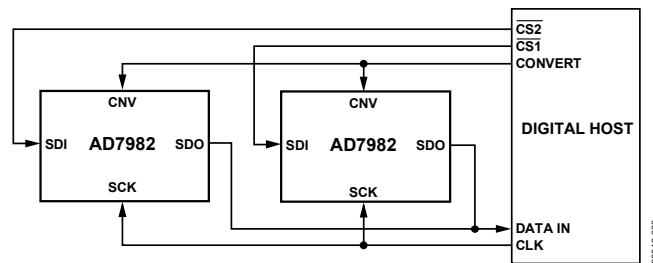 CS2
CS1
CONVERT
CNV
CNV
DIGITAL HOST
SDI AD7982 SDO
SDI AD7982 SDO
SCK
SCK
DATA IN
CLK